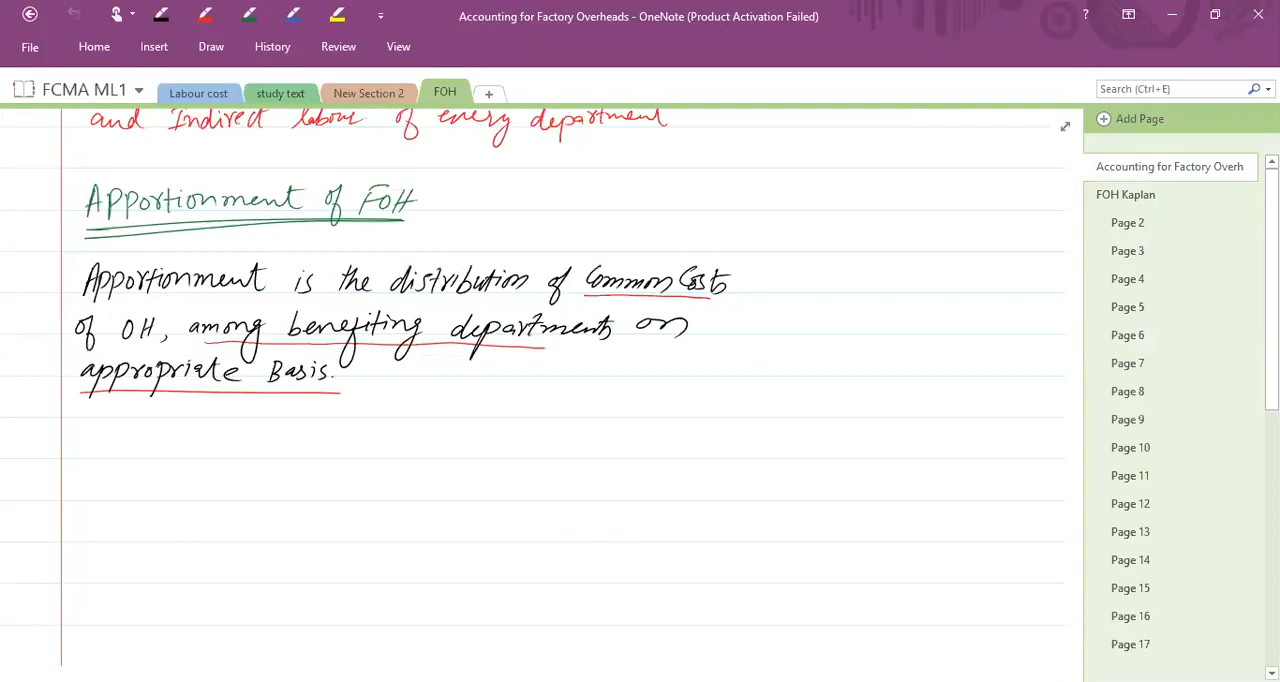 Accounting for Factory Overheads - OneNote (Product Activation Failed)
?
File Home Insert Draw History Review View
FCMA ML1
Labour cost
study text
New Section 2
FOH
+
Search (Ctrl+E)
and Indirect labour of every department
Add Page
Apportionment of FOH
Apportionment is the distribution of Common Costs
of OH, among benefiting departments on
appropriate Basis.
Accounting for Factory Overh
FOH Kaplan
Page 2
Page 3
Page 4
Page 5
Page 6
Page 7
Page 8
Page 9
Page 10
Page 11
Page 12
Page 13
Page 14
Page 15
Page 16
Page 17